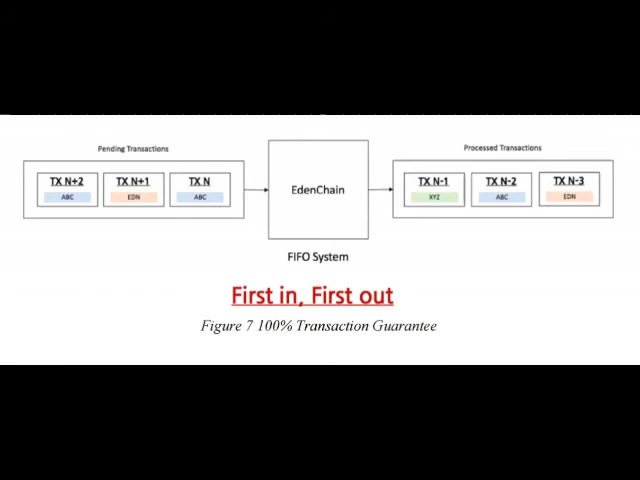 Pending Transactions
Processed Transactions
TX N+2 TX N+1 TX N
ABC EDN ABC
EdenChain
TX N-1 TX N-2 TX N-3
XYZ ABC EDN
FIFO System
First in, First out
Figure 7 100% Transaction Guarantee